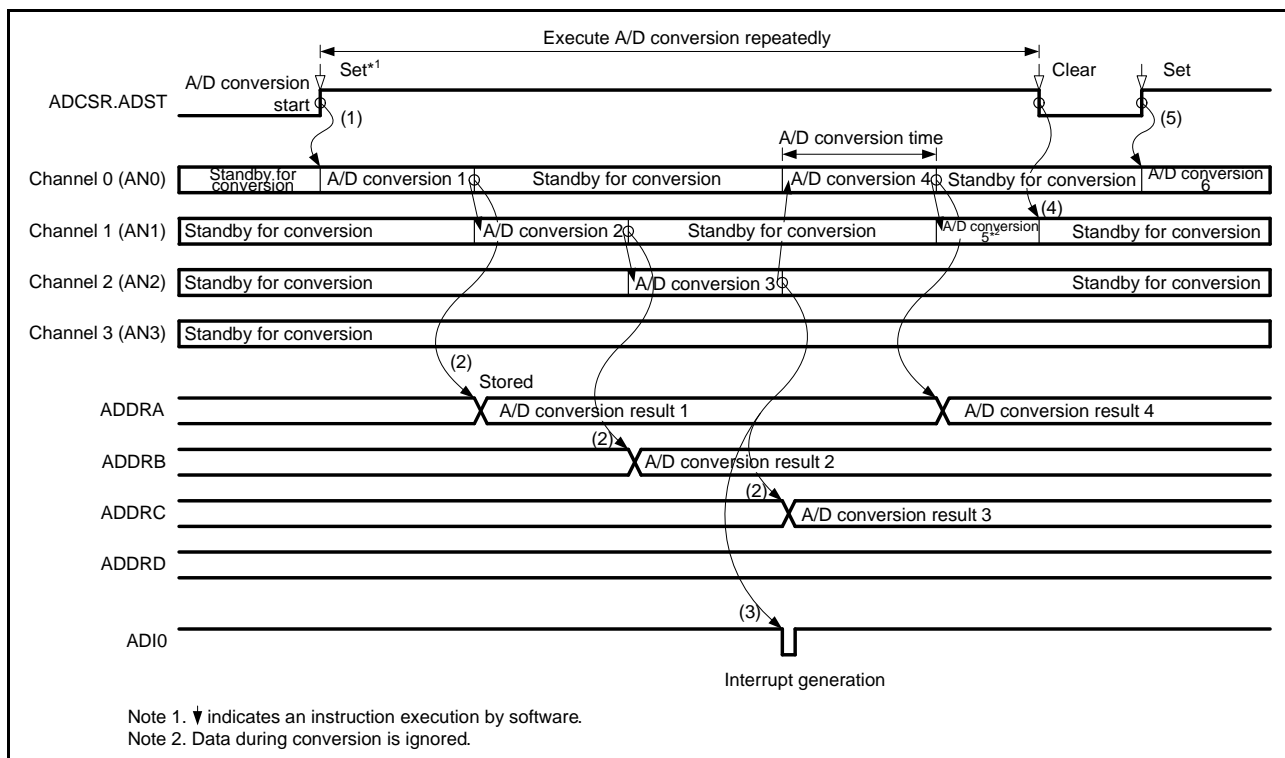 Execute A/D conversion repeatedly
A/D conversion start
Set*1
Clear
Set
ADCSR.ADST
(1)
(5)
A/D conversion time
Channel 0 (AN0)
Standby for conversion
A/D conversion 1
Standby for conversion
A/D conversion 4
Standby for conversion
A/D conversion 6
(4)
Channel 1 (AN1)
Standby for conversion
A/D conversion 2
Standby for conversion
A/D conversion 5*2
Standby for conversion
Channel 2 (AN2)
Standby for conversion
A/D conversion 3
Standby for conversion
Channel 3 (AN3)
Standby for conversion
(2)
Stored
ADDRA
A/D conversion result 1
A/D conversion result 4
(2)
ADDRB
A/D conversion result 2
(2)
ADDRC
A/D conversion result 3
ADDRD
(3)
ADI0
Interrupt generation
Note 1. indicates an instruction execution by software.
Note 2. Data during conversion is ignored.